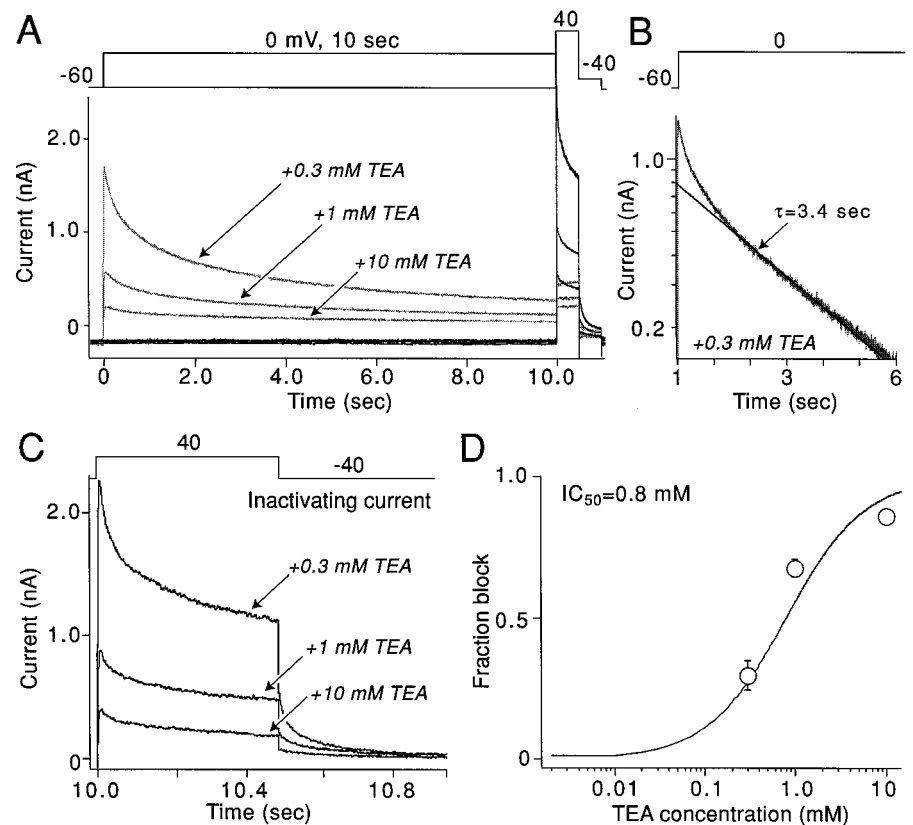 A
0 mV, 10 sec
-60
40
-40
2.0
1.0
0
Current (nA)
+0.3 mM TEA
+1 mM TEA
+10 mM TEA
0
2.0
4.0
6.0
8.0
10.0
Time (sec)
B
0
-60
1.0
0.2
Current (nA)
τ=3.4 sec
+0.3 mM TEA
1
3
6
Time (sec)
C
40
-40
Inactivating current
2.0
1.0
0
Current (nA)
+0.3 mM TEA
+1 mM TEA
+10 mM TEA
10.0
10.4
10.8
Time (sec)
D
IC50=0.8 mM
1.0
0.5
0
Fraction block
0.01
0.1
1.0
10
TEA concentration (mM)